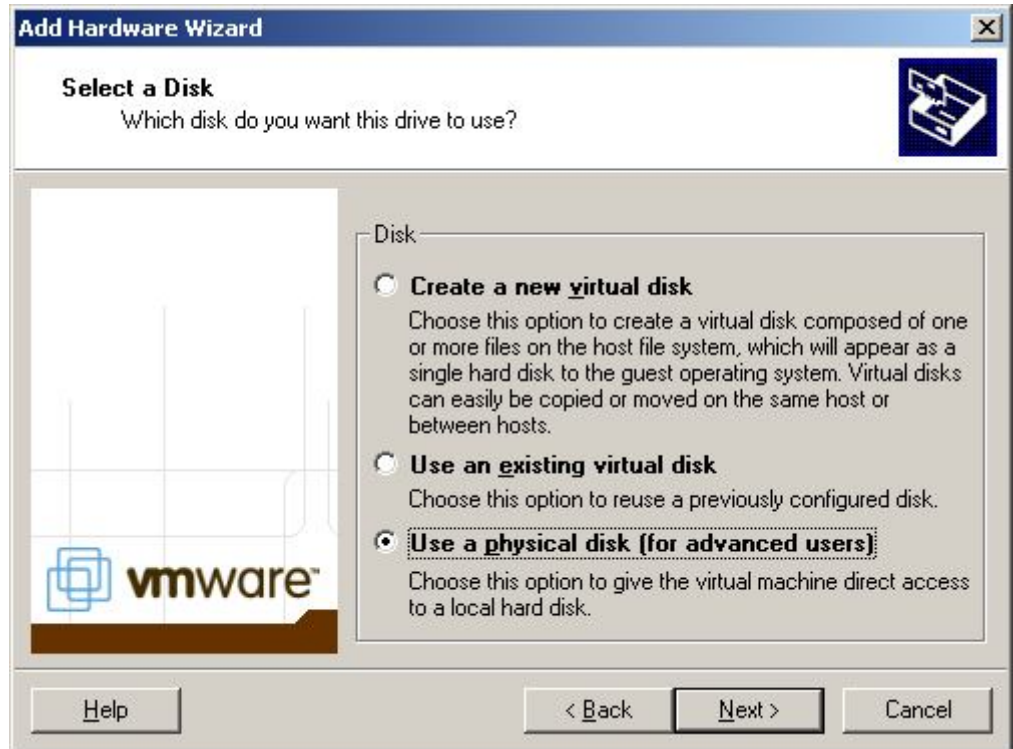 Add Hardware Wizard
Select a Disk
Which disk do you want this drive to use?
Disk
Create a new virtual disk
Choose this option to create a virtual disk composed of one
or more files on the host file system, which will appear as a
single hard disk to the guest operating system. Virtual disks
can easily be copied or moved on the same host or
between hosts.
Use an existing virtual disk
Choose this option to reuse a previously configured disk.
Use a physical disk (for advanced users)
Choose this option to give the virtual machine direct access
to a local hard disk.
vmware™
Help
< Back
Next >
Cancel